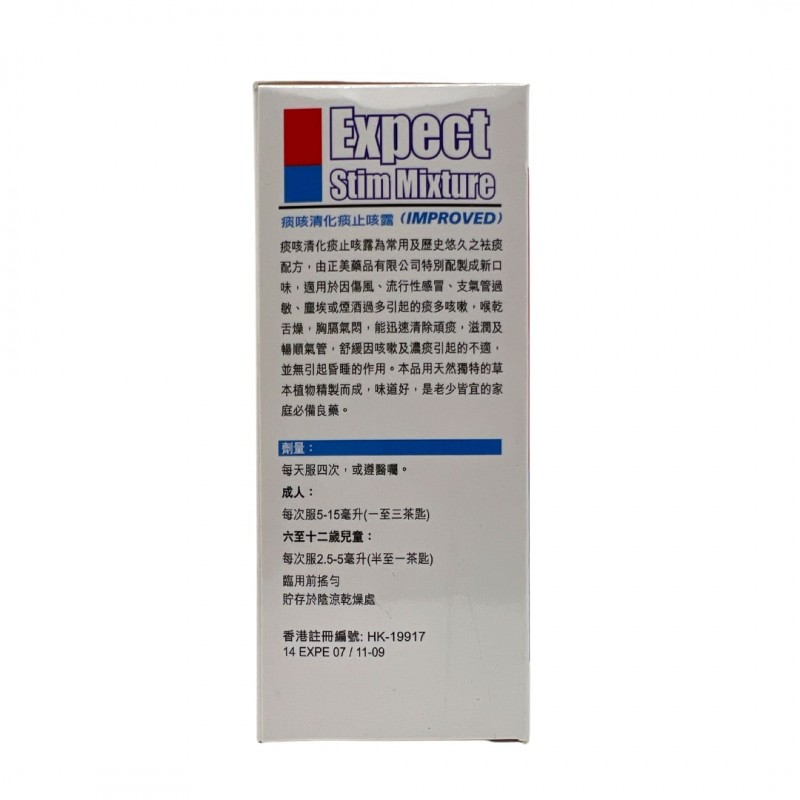 Expect
Stim Mixture
痰咳清化痰止咳露(IMPROVED)
痰咳清化痰止咳露為常用及歷史悠久之袪痰
配方，由正美藥品有限公司特別配製成新口
味，適用於因傷風、流行性感冒、支氣管過
敏、塵埃或煙酒過多引起的痰多咳嗽，喉乾
舌燥，胸膈氣悶，能迅速清除頑痰，滋潤及
暢順氣管，舒緩因咳嗽及濃痰引起的不適，
並無引起昏睡的作用。本品用天然獨特的草
本植物精製而成，味道好，是老少皆宜的家
庭必備良藥。
劑量：
每天服四次，或遵醫囑。
成人：
每次服5-15毫升(一至三茶匙)
六至十二歲兒童：
每次服2.5-5毫升(半至一茶匙)
臨用前搖勻
貯存於陰涼乾燥處
香港註冊編號: HK-19917
14 EXPE 07 / 11-09